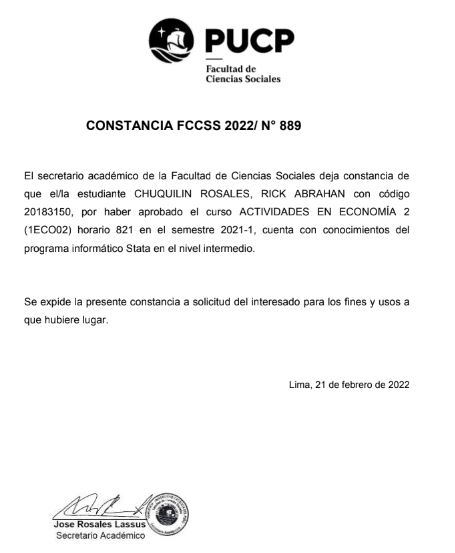 PUCP
Facultad de
Ciencias Sociales
CONSTANCIA FCCSS 2022/ N° 889
El secretario académico de la Facultad de Ciencias Sociales deja constancia de
que el/la estudiante CHUQUILIN ROSALES, RICK ABRAHAN con código
20183150, por haber aprobado el curso ACTIVIDADES EN ECONOMÍA 2
(1ECO02) horario 821 en el semestre 2021-1, cuenta con conocimientos del
programa informático Stata en el nivel intermedio.
Se expide la presente constancia a solicitud del interesado para los fines y usos a
que hubiere lugar.
Lima, 21 de febrero de 2022
Jose Rosales Lassus
Secretario Académico